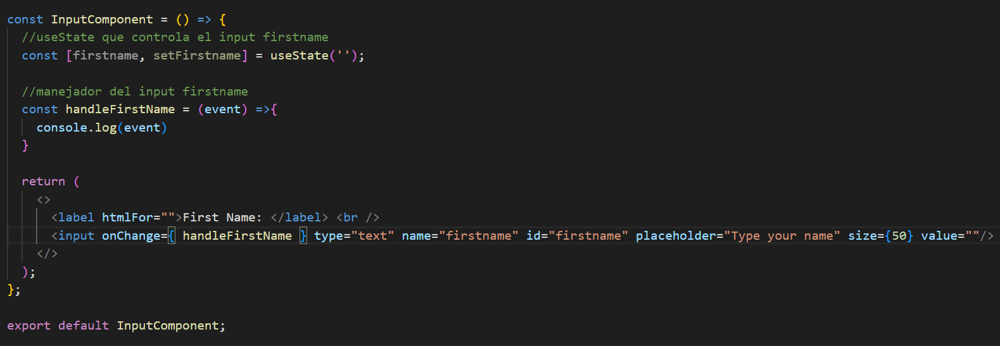 const InputComponent = () => {
//useState que controla el input firstname
const [firstname, setFirstname] = useState('');
//manejador del input firstname
const handleFirstName = (event) =>{
console.log(event)
}
return (
<>
<label htmlFor="">First Name: </label> <br />
<input onChange={ handleFirstName } type="text" name="firstname" id="firstname" placeholder="Type your name" size={50} value=""/>
</>
);
};
export default InputComponent;